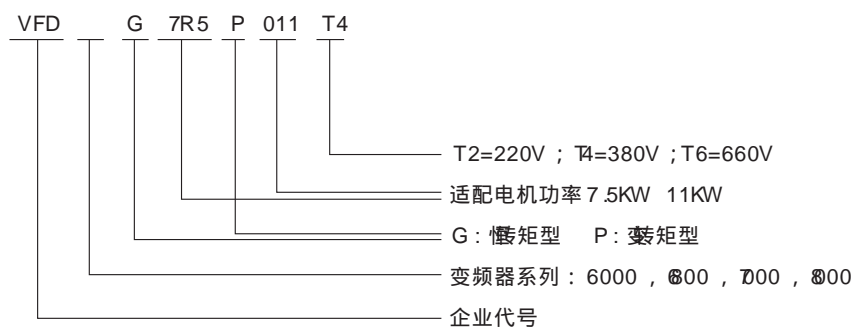 VFD G 7R5 P 011 T4
T2=220V ; T4=380V ; T6=660V
适配电机功率 7.5KW 11KW
G : 恒转矩型 P : 变转矩型
变频器系列 : 6000 , 6800 , 7000 , 8000
企业代号